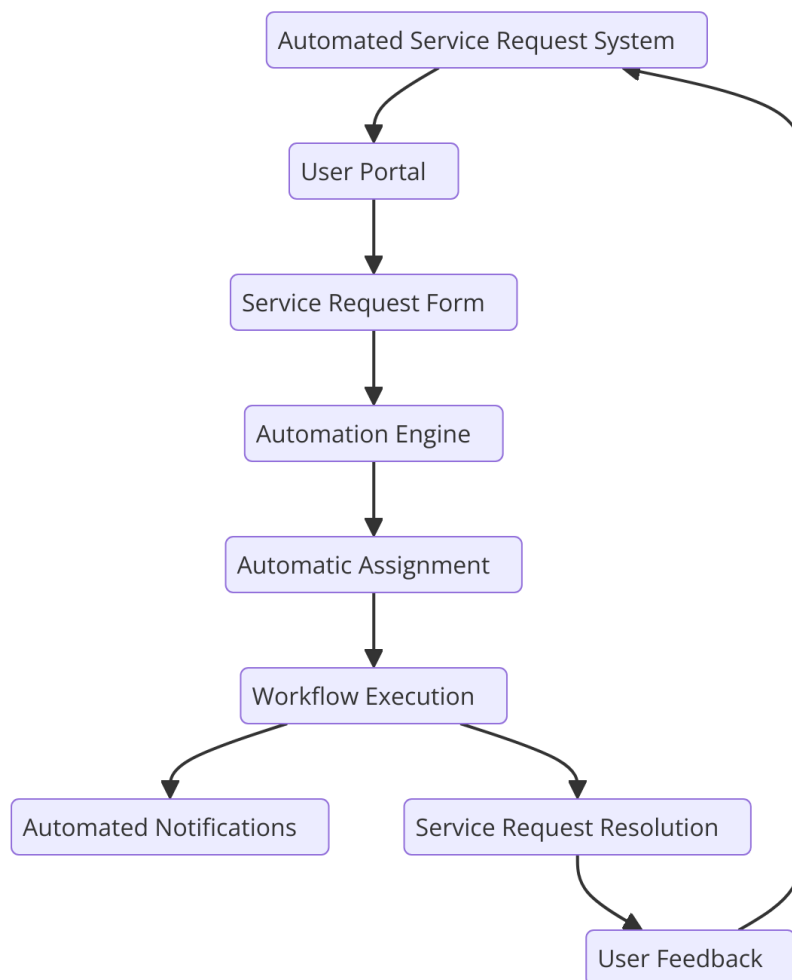 Automated Service Request System
User Portal
Service Request Form
Automation Engine
Automatic Assignment
Workflow Execution
Automated Notifications
Service Request Resolution
User Feedback